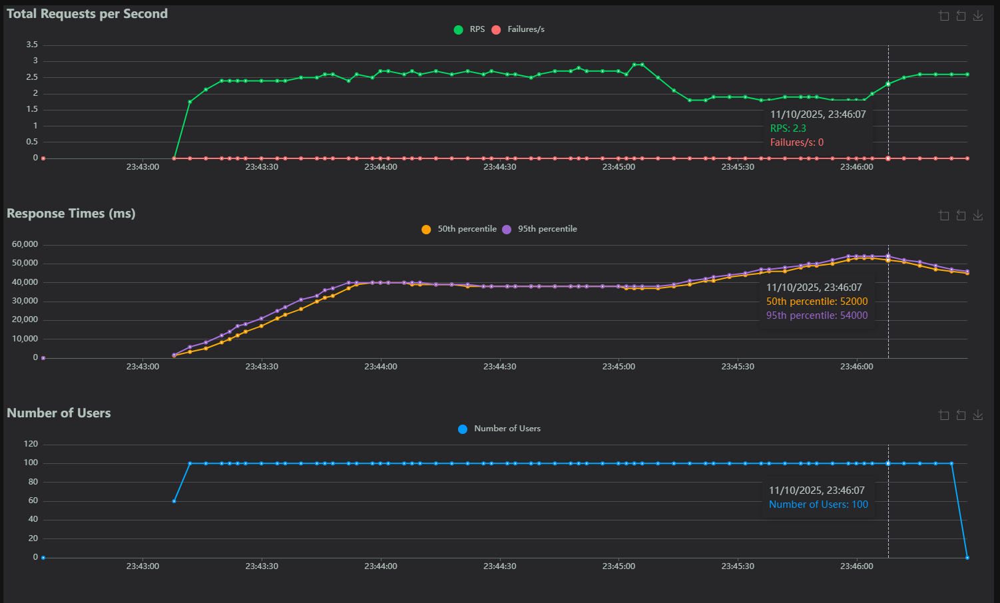 Total Requests per Second
RPS Failures/s
3.5
3
2.5
2
1.5
1
0.5
0
11/10/2025, 23:46:07
RPS: 2.3
Failures/s: 0
23:43:00 23:43:30 23:44:00 23:44:30 23:45:00 23:45:30 23:46:00
Response Times (ms)
50th percentile 95th percentile
60,000
50,000
40,000
30,000
20,000
10,000
0
11/10/2025, 23:46:07
50th percentile: 52000
95th percentile: 54000
23:43:00 23:43:30 23:44:00 23:44:30 23:45:00 23:45:30 23:46:00
Number of Users
Number of Users
120
100
80
60
40
20
0
11/10/2025, 23:46:07
Number of Users: 100
23:43:00 23:43:30 23:44:00 23:44:30 23:45:00 23:45:30 23:46:00